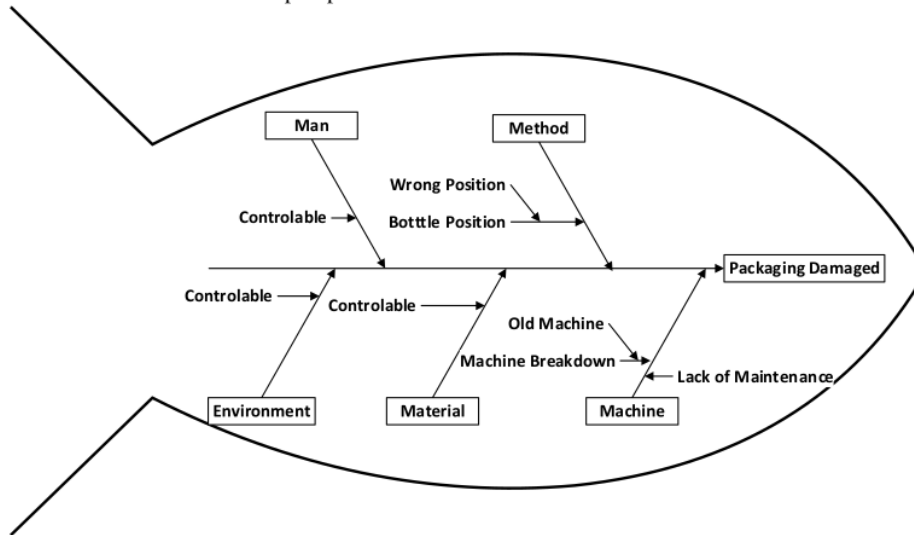 Man
Method
Wrong Position
Controlable
Botttle Position
Packaging Damaged
Controlable
Controlable
Old Machine
Machine Breakdown
Lack of Maintenance
Environment
Material
Machine